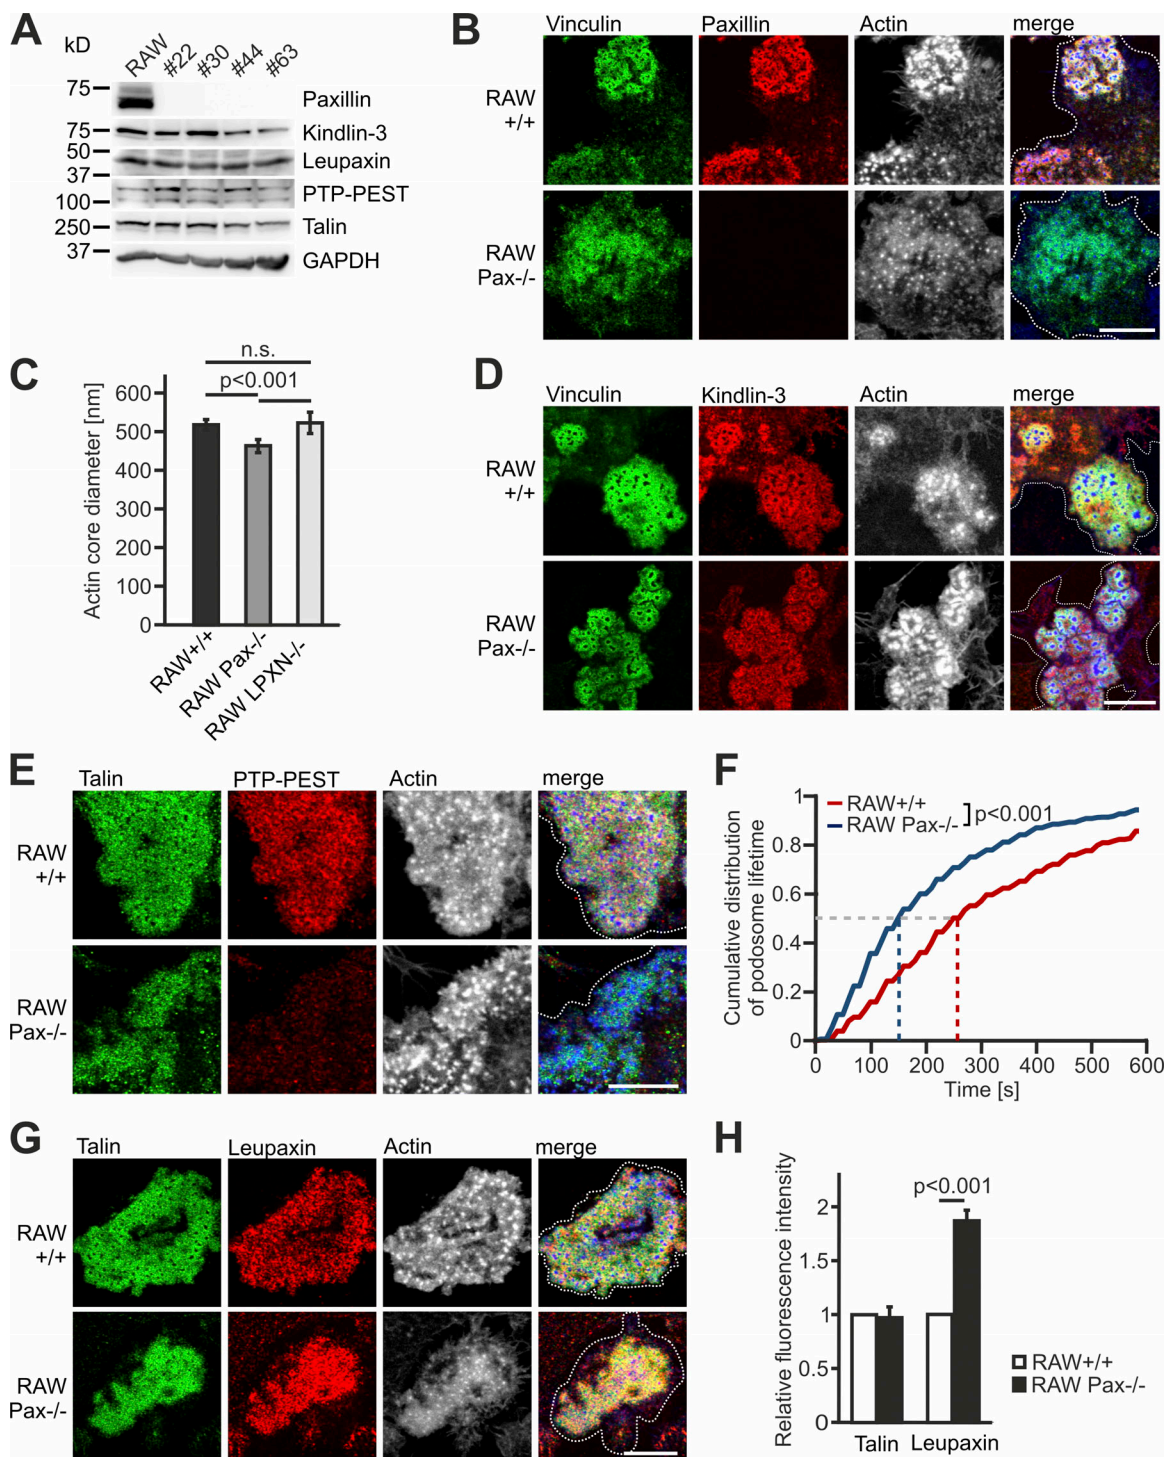 A
kD
RAW
#22
#30
#44
#63
75
Paxillin
75
Kindlin-3
50
Leupaxin
37
PTP-PEST
100
250
Talin
37
GAPDH
B
Vinculin
Paxillin
Actin
merge
RAW
+/+
RAW
Pax-/-
C
n.s.
p<0.001
Actin core diameter [nm]
600
500
400
300
200
100
0
RAW+/+
RAW Pax-/-
RAW LPXN-/-
D
Vinculin
Kindlin-3
Actin
merge
RAW
+/+
RAW
Pax-/-
E
Talin
PTP-PEST
Actin
merge
RAW
+/+
RAW
Pax-/-
F
Cumulative distribution
of podosome lifetime
1
0.8
0.6
0.4
0.2
0
RAW+/+
RAW Pax-/-
p<0.001
0
100
200
300
400
500
600
Time [s]
G
Talin
Leupaxin
Actin
merge
RAW
+/+
RAW
Pax-/-
H
Relative fluorescence intensity
2
1.5
1
0.5
0
p<0.001
Talin
Leupaxin
RAW+/+
RAW Pax-/-